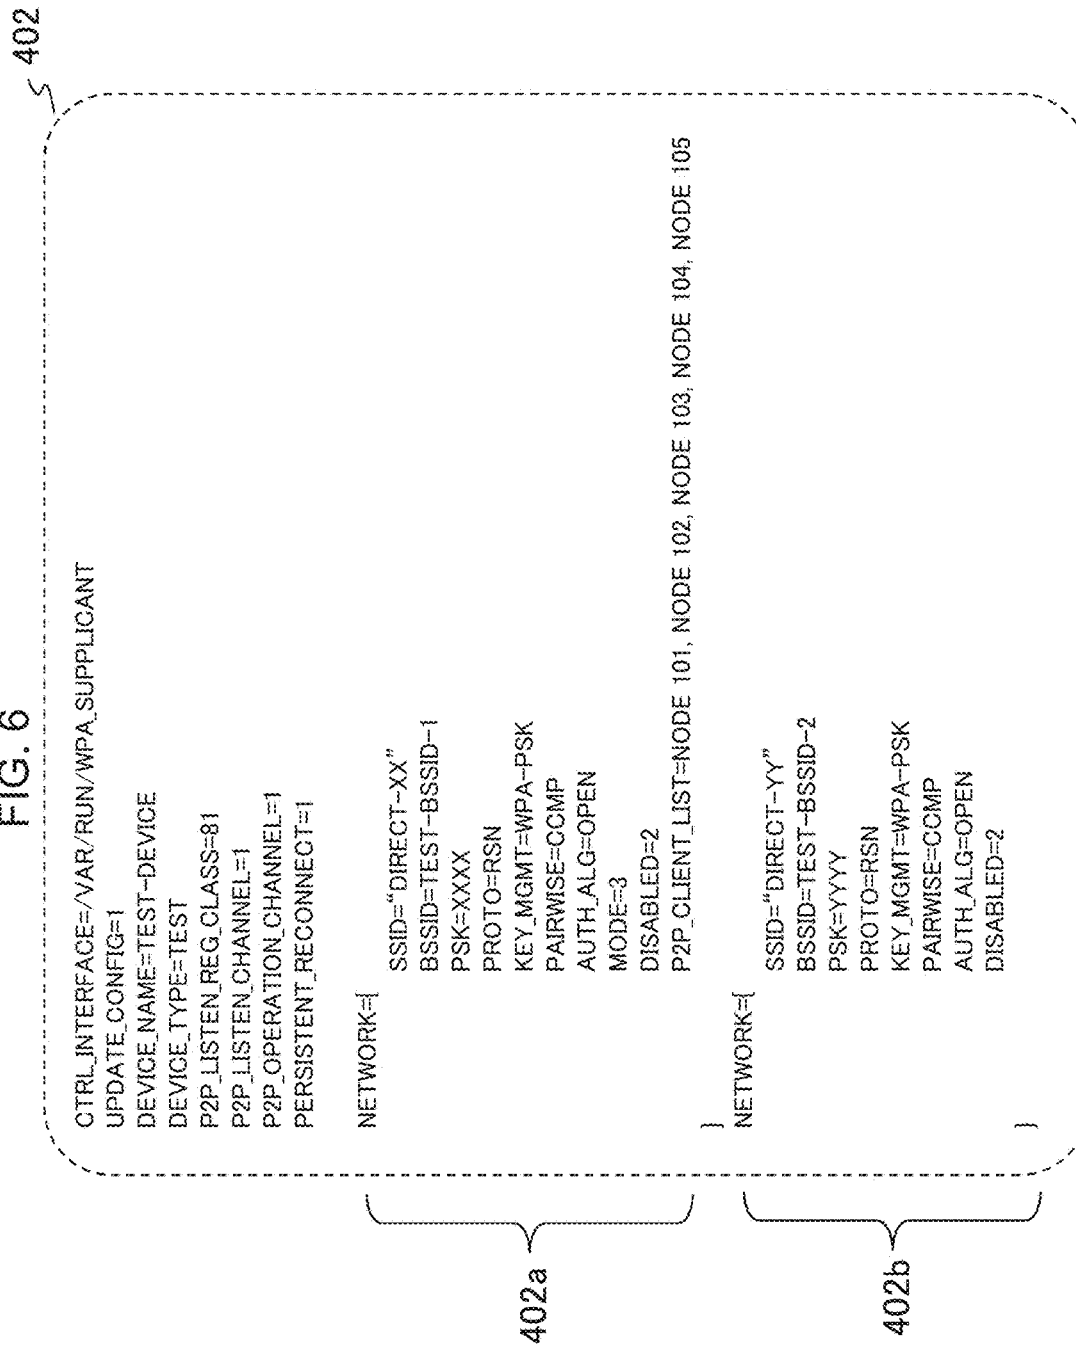 FIG. 6
402
CTRL_INTERFACE=/VAR/RUN/WPA_SUPPLICANT
UPDATE_CONFIG=1
DEVICE_NAME=TEST-DEVICE
DEVICE_TYPE=TEST
P2P_LISTEN_REG_CLASS=81
P2P_LISTEN_CHANNEL=1
P2P_OPERATION_CHANNEL=1
PERSISTENT_RECONNECT=1
402a
NETWORK={
SSID=“DIRECT-XX”
BSSID=TEST-BSSID-1
PSK=XXXX
PROTO=RSN
KEY_MGMT=WPA-PSK
PAIRWISE=CCMP
AUTH_ALG=OPEN
MODE=3
DISABLED=2
P2P_CLIENT_LIST=NODE 101, NODE 102, NODE 103, NODE 104, NODE 105
}
402b
NETWORK={
SSID=“DIRECT-YY”
BSSID=TEST-BSSID-2
PSK=YYYY
PROTO=RSN
KEY_MGMT=WPA-PSK
PAIRWISE=CCMP
AUTH_ALG=OPEN
DISABLED=2
}